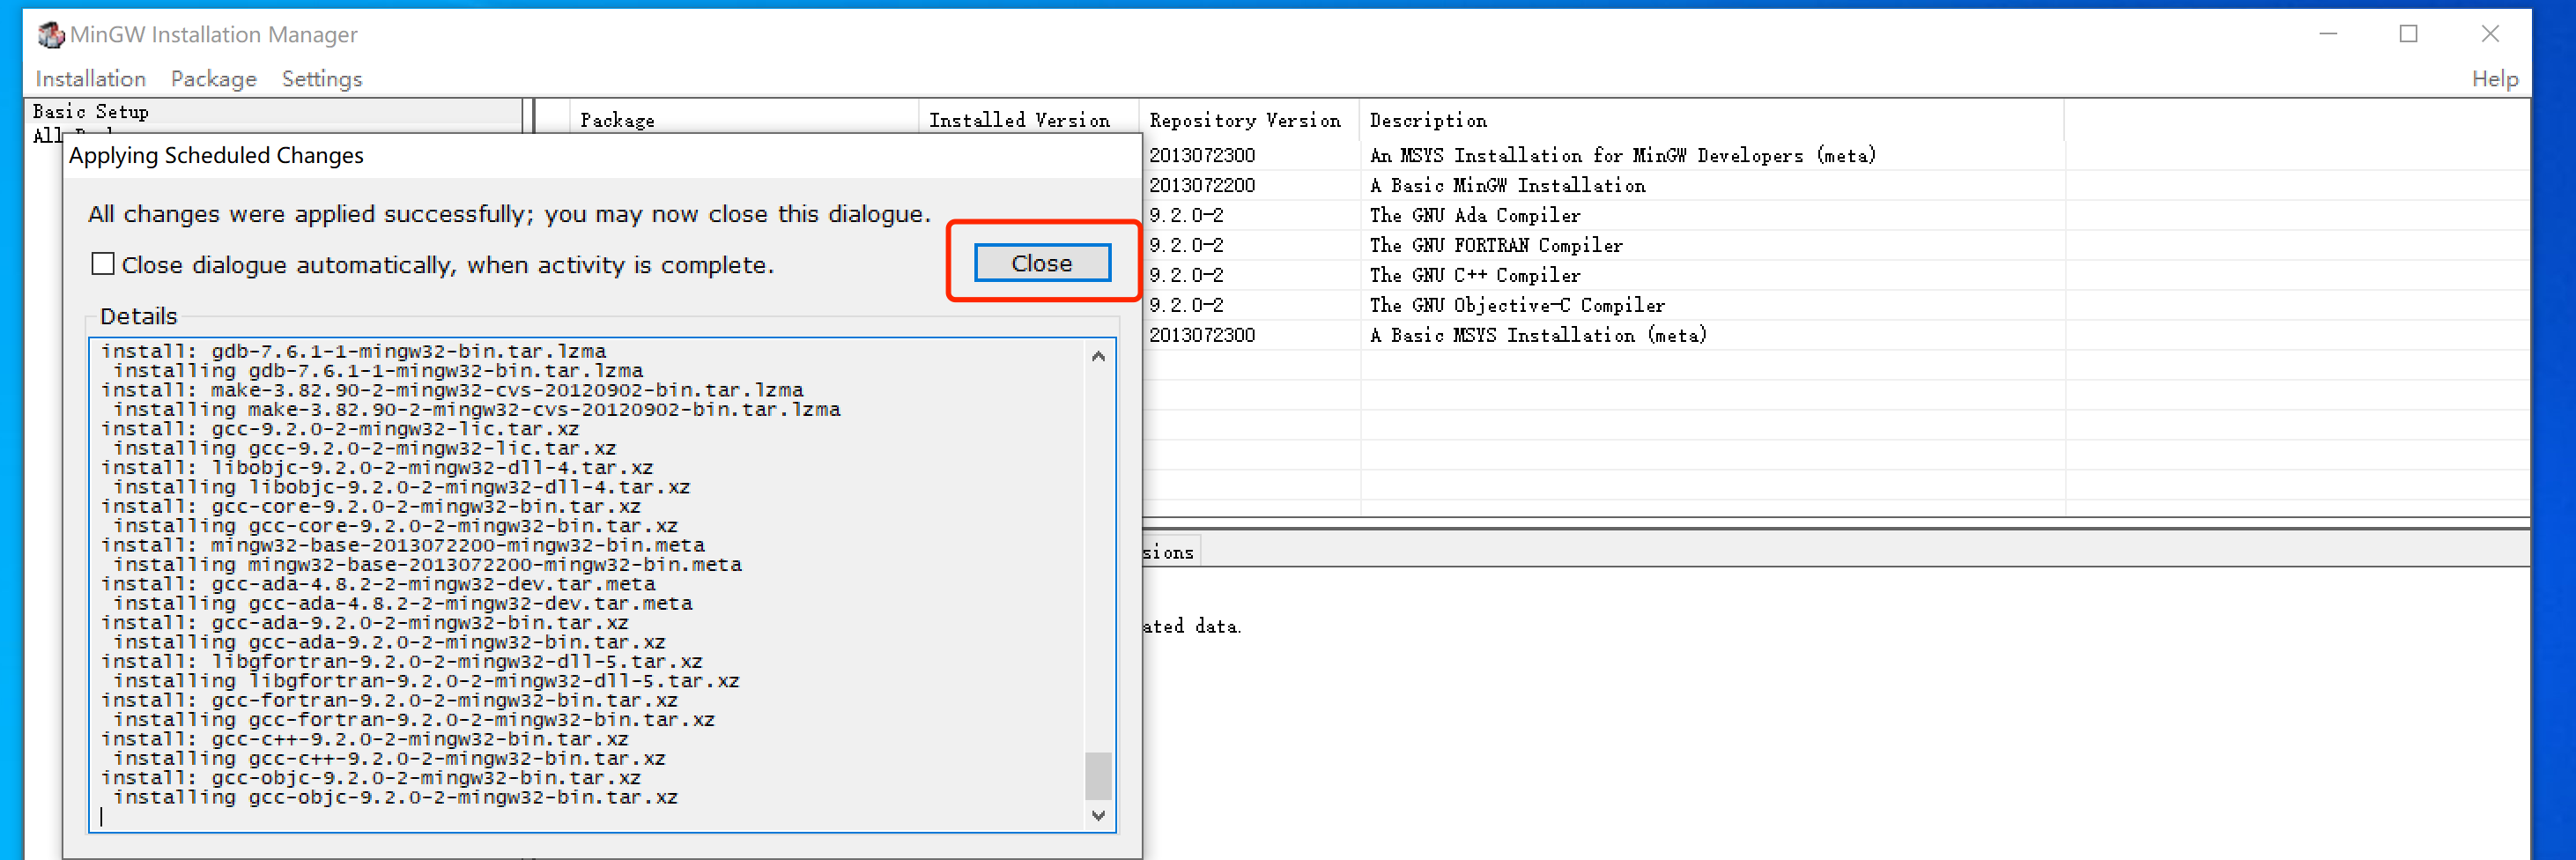 MinGW Installation Manager
Installation Package Settings Help
Basic Setup
All
Package Installed Version Repository Version Description
Applying Scheduled Changes
All changes were applied successfully; you may now close this dialogue.
Close dialogue automatically, when activity is complete.
Close
Details
install: gdb-7.6.1-1-mingw32-bin.tar.lzma
installing gdb-7.6.1-1-mingw32-bin.tar.lzma
install: make-3.82.90-2-mingw32-cvs-20120902-bin.tar.lzma
installing make-3.82.90-2-mingw32-cvs-20120902-bin.tar.lzma
install: gcc-9.2.0-2-mingw32-lic.tar.xz
installing gcc-9.2.0-2-mingw32-lic.tar.xz
install: libobjc-9.2.0-2-mingw32-dll-4.tar.xz
installing libobjc-9.2.0-2-mingw32-dll-4.tar.xz
install: gcc-core-9.2.0-2-mingw32-bin.tar.xz
installing gcc-core-9.2.0-2-mingw32-bin.tar.xz
install: mingw32-base-2013072200-mingw32-bin.meta
installing mingw32-base-2013072200-mingw32-bin.meta
install: gcc-ada-4.8.2-2-mingw32-dev.tar.meta
installing gcc-ada-4.8.2-2-mingw32-dev.tar.meta
install: gcc-ada-9.2.0-2-mingw32-bin.tar.xz
installing gcc-ada-9.2.0-2-mingw32-bin.tar.xz
install: libgfortran-9.2.0-2-mingw32-dll-5.tar.xz
installing libgfortran-9.2.0-2-mingw32-dll-5.tar.xz
install: gcc-fortran-9.2.0-2-mingw32-bin.tar.xz
installing gcc-fortran-9.2.0-2-mingw32-bin.tar.xz
install: gcc-c++-9.2.0-2-mingw32-bin.tar.xz
installing gcc-c++-9.2.0-2-mingw32-bin.tar.xz
install: gcc-objc-9.2.0-2-mingw32-bin.tar.xz
installing gcc-objc-9.2.0-2-mingw32-bin.tar.xz
2013072300 An MSYS Installation for MinGW Developers (meta)
2013072200 A Basic MinGW Installation
9.2.0-2 The GNU Ada Compiler
9.2.0-2 The GNU FORTRAN Compiler
9.2.0-2 The GNU C++ Compiler
9.2.0-2 The GNU Objective-C Compiler
2013072300 A Basic MSYS Installation (meta)
sions
ated data.